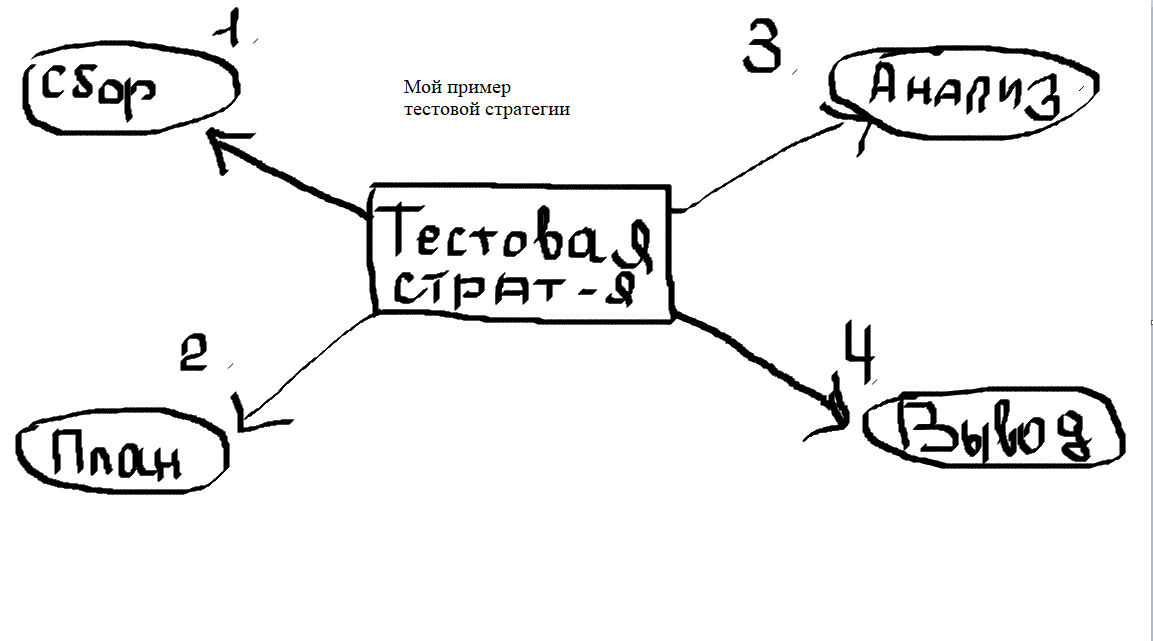 1
Сбор
Мой пример
тестовой стратегии
3
Анализ
Тестовая
страт-я
2
План
4
Вывод